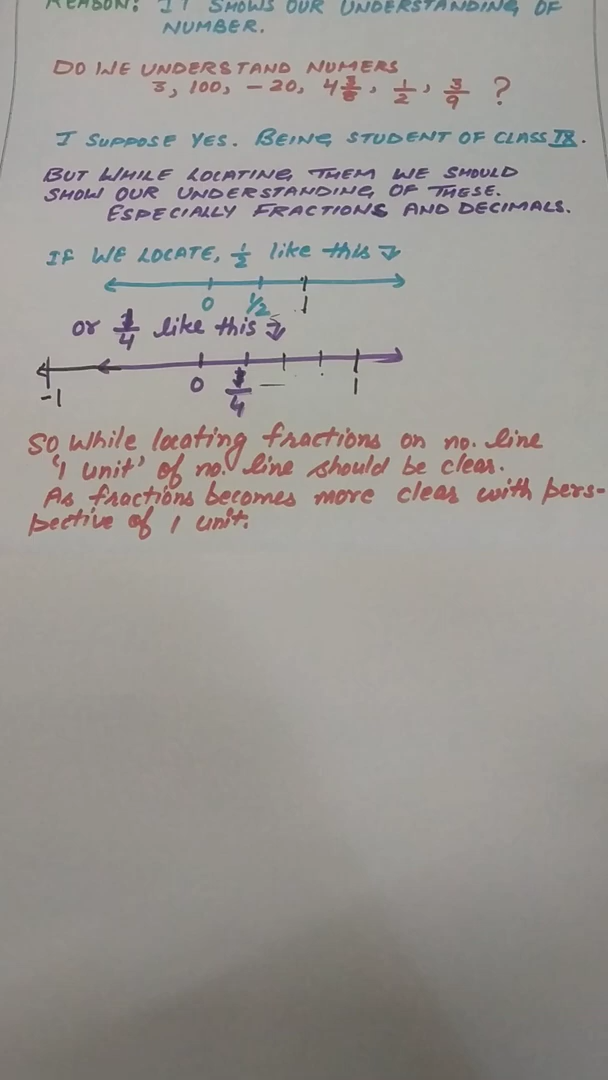 REASON: IT SHOWS OUR UNDERSTANDING OF
NUMBER.
DO WE UNDERSTAND NUMERS
3, 100, -20, 4 3/8, 1/2, 3/9 ?
I SUPPOSE YES. BEING STUDENT OF CLASS IX.
BUT WHILE LOCATING THEM WE SHOULD
SHOW OUR UNDERSTANDING OF THESE.
ESPECIALLY FRACTIONS AND DECIMALS.
IF WE LOCATE, 1/2 like this
0 1/2 1
or /4 like this
-1 0 /4 1
So while locating fractions on no. line
'1 unit' of no. line should be clear.
As fractions becomes more clear with pers-
pective of 1 unit.